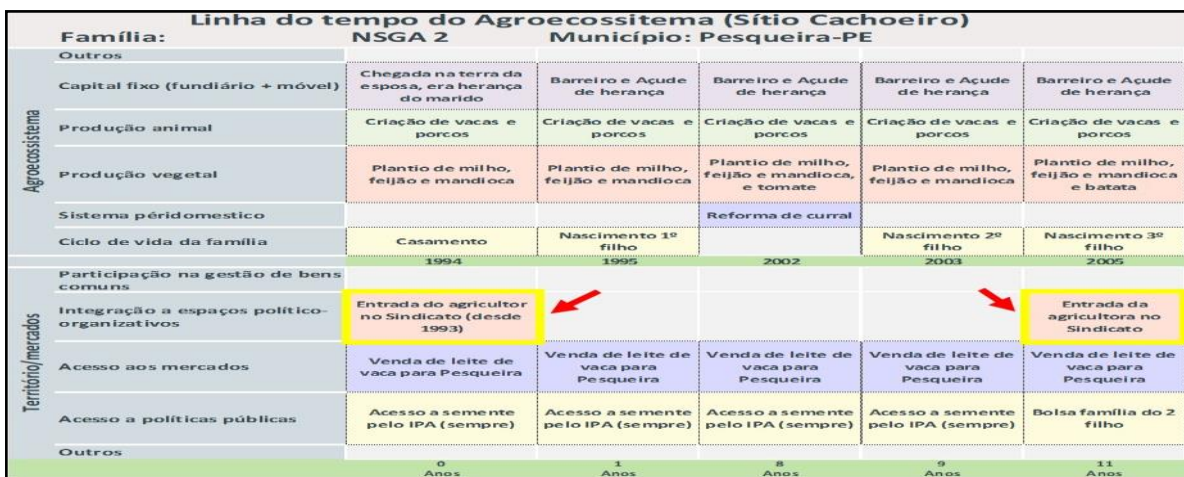 Linha do tempo do Agroecossitema (Sítio Cachoeiro)
Família: NSGA 2 Município: Pesqueira-PE
Agroecossistema
Outros
Capital fixo (fundiário + móvel)
Chegada na terra da
esposa, era herança
do marido
Barreiro e Açude
de herança
Barreiro e Açude
de herança
Barreiro e Açude
de herança
Barreiro e Açude
de herança
Produção animal
Criação de vacas e
porcos
Criação de vacas e
porcos
Criação de vacas e
porcos
Criação de vacas e
porcos
Criação de vacas e
porcos
Produção vegetal
Plantio de milho,
feijão e mandioca
Plantio de milho,
feijão e mandioca
Plantio de milho,
feijão e mandioca,
e tomate
Plantio de milho,
feijão e mandioca
Plantio de milho,
feijão e mandioca
e batata
Sistema péridomestico
Reforma de curral
Ciclo de vida da família
Casamento
Nascimento 1º
filho
Nascimento 2º
filho
Nascimento 3º
filho
1994 1995 2002 2003 2005
Território/mercados
Participação na gestão de bens
comuns
Integração a espaços político-
organizativos
Entrada do agricultor
no Sindicato (desde
1993)
Entrada da
agricultora no
Sindicato
Acesso aos mercados
Venda de leite de
vaca para Pesqueira
Venda de leite de
vaca para
Pesqueira
Venda de leite de
vaca para
Pesqueira
Venda de leite de
vaca para
Pesqueira
Venda de leite de
vaca para
Pesqueira
Acesso a políticas públicas
Acesso a semente
pelo IPA (sempre)
Acesso a semente
pelo IPA (sempre)
Acesso a semente
pelo IPA (sempre)
Acesso a semente
pelo IPA (sempre)
Bolsa família do 2
filho
Outros
0 1 8 9 11
Anos Anos Anos Anos Anos